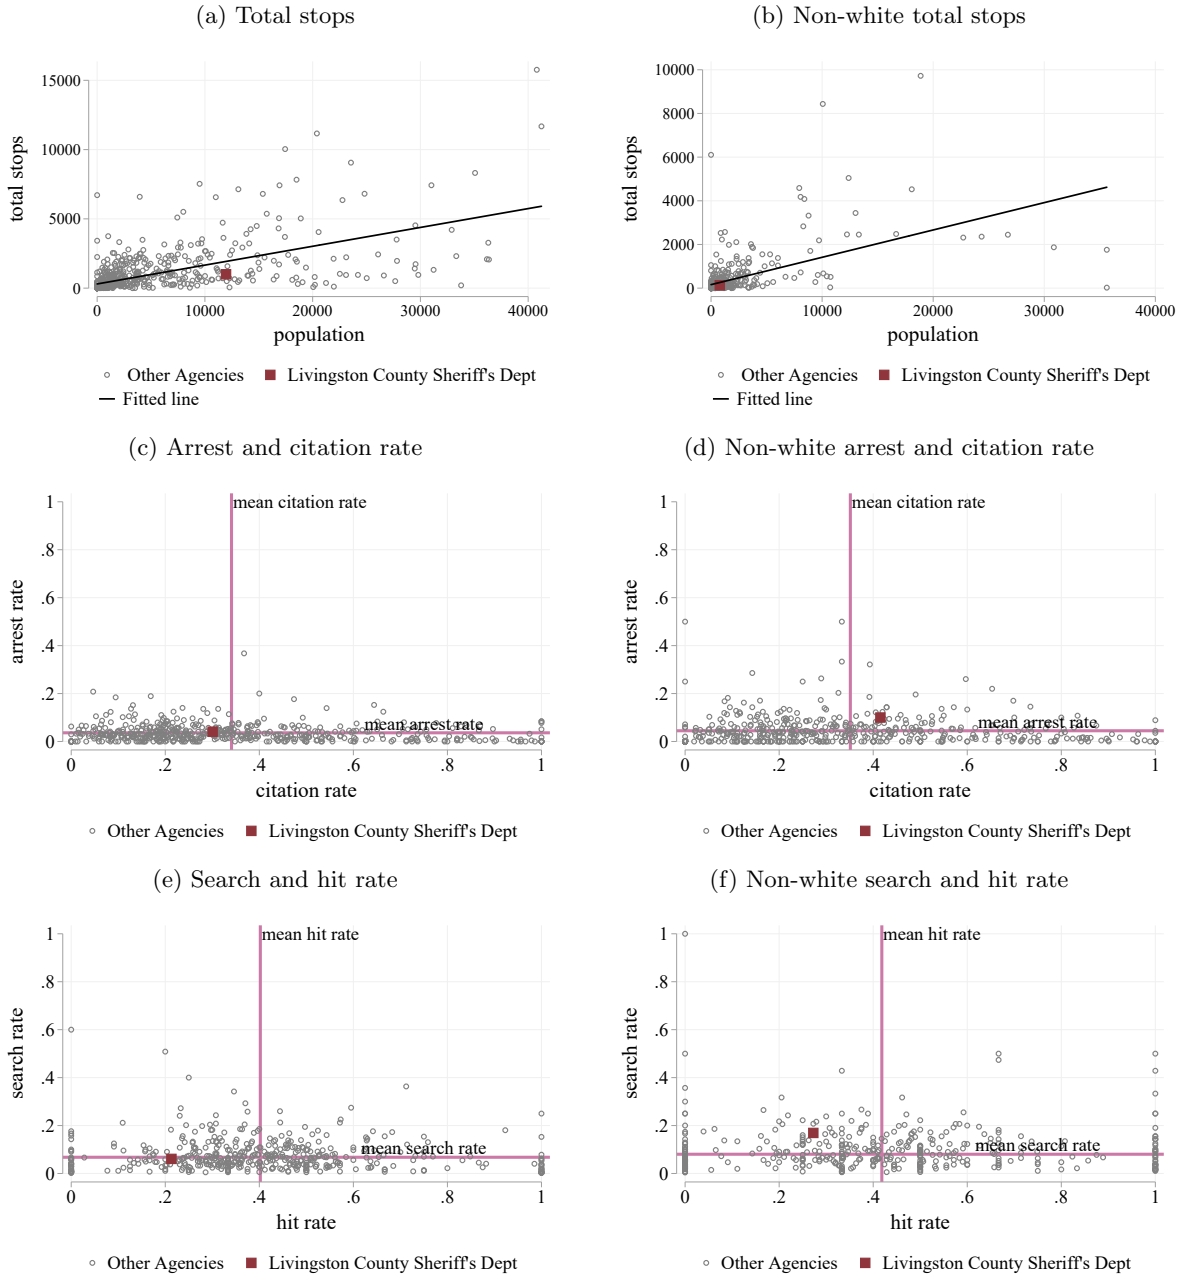 (a) Total stops
(b) Non-white total stops
15000
10000
5000
0
total stops
0 10000 20000 30000 40000
population
Other Agencies Livingston County Sheriff's Dept
Fitted line
10000
8000
6000
4000
2000
0
total stops
0 10000 20000 30000 40000
population
Other Agencies Livingston County Sheriff's Dept
Fitted line
(c) Arrest and citation rate
(d) Non-white arrest and citation rate
mean citation rate
1
.8
.6
.4
.2
0
arrest rate
mean arrest rate
0 .2 .4 .6 .8 1
citation rate
Other Agencies Livingston County Sheriff's Dept
mean citation rate
1
.8
.6
.4
.2
0
arrest rate
mean arrest rate
0 .2 .4 .6 .8 1
citation rate
Other Agencies Livingston County Sheriff's Dept
(e) Search and hit rate
(f) Non-white search and hit rate
mean hit rate
1
.8
.6
.4
.2
0
search rate
mean search rate
0 .2 .4 .6 .8 1
hit rate
Other Agencies Livingston County Sheriff's Dept
mean hit rate
1
.8
.6
.4
.2
0
search rate
mean search rate
0 .2 .4 .6 .8 1
hit rate
Other Agencies Livingston County Sheriff's Dept